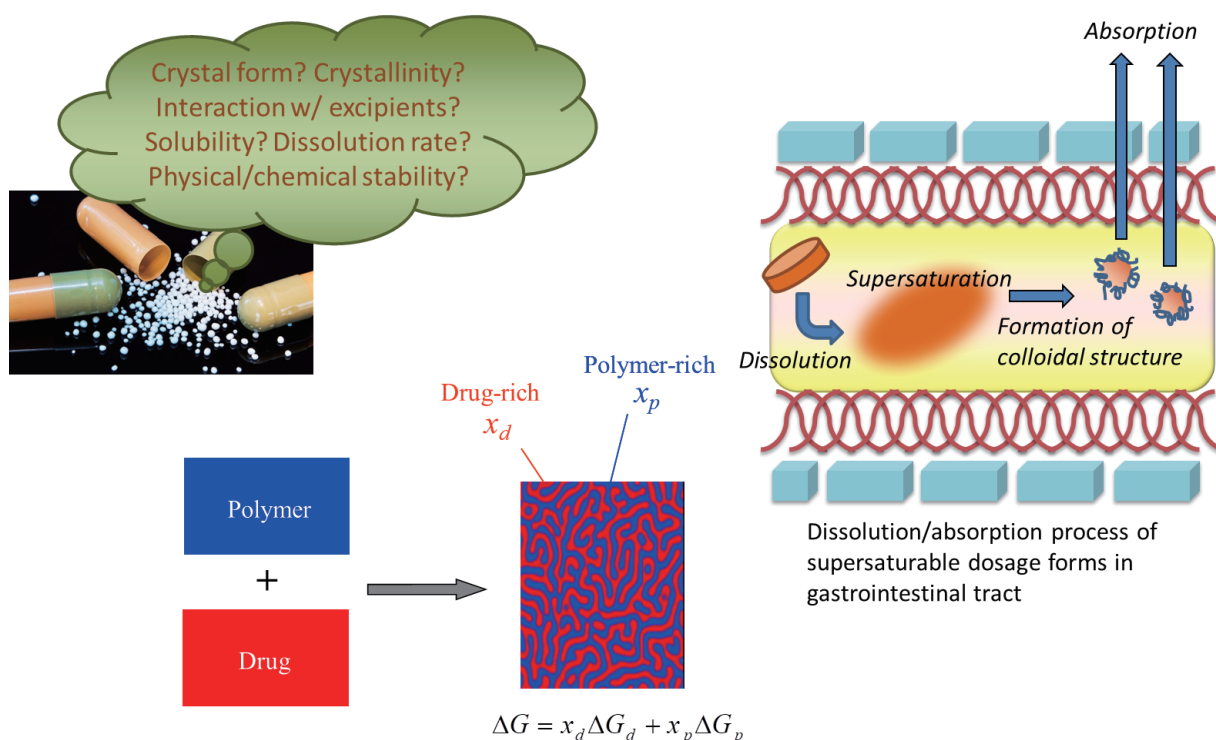 Crystal form? Crystallinity?
Interaction w/ excipients?
Solubility? Dissolution rate?
Physical/chemical stability?
Absorption
Supersaturation
Dissolution
Formation of
colloidal structure
Dissolution/absorption process of
supersaturable dosage forms in
gastrointestinal tract
Polymer-rich
x_p
Drug-rich
x_d
Polymer
+
Drug
ΔG = x_dΔG_d + x_pΔG_p